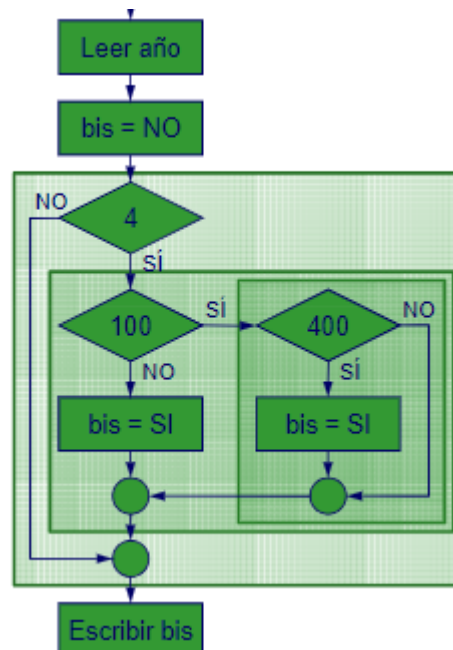 Leer año
bis = NO
NO
4
SÍ
100
SÍ
400
NO
NO
SÍ
bis = SI
bis = SI
Escribir bis